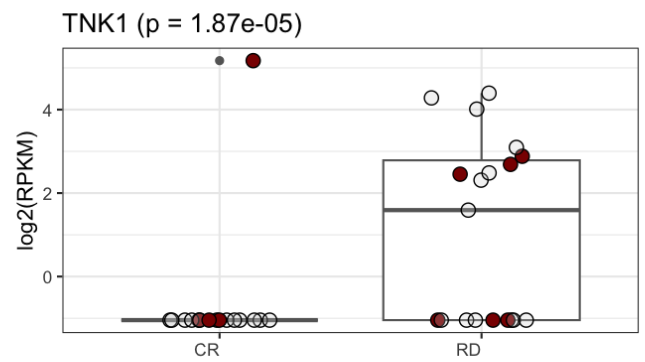 TNK1 (p = 1.87e-05)
log2(RPKM)
4
2
0
CR
RD